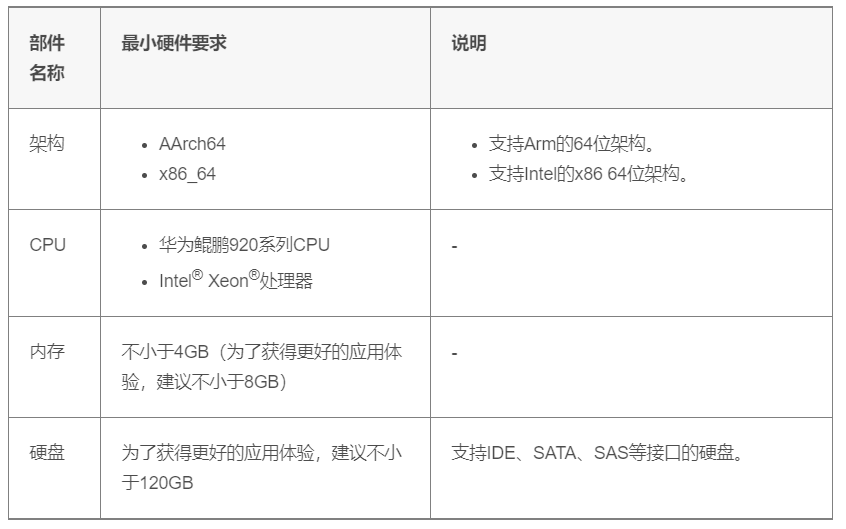 部件
名称
最小硬件要求
说明
架构
• AArch64
• x86_64
• 支持Arm的64位架构。
• 支持Intel的x86 64位架构。
CPU
• 华为鲲鹏920系列CPU
• Intel® Xeon®处理器
-
内存
不小于4GB（为了获得更好的应用体
验，建议不小于8GB）
-
硬盘
为了获得更好的应用体验，建议不小
于120GB
支持IDE、SATA、SAS等接口的硬盘。